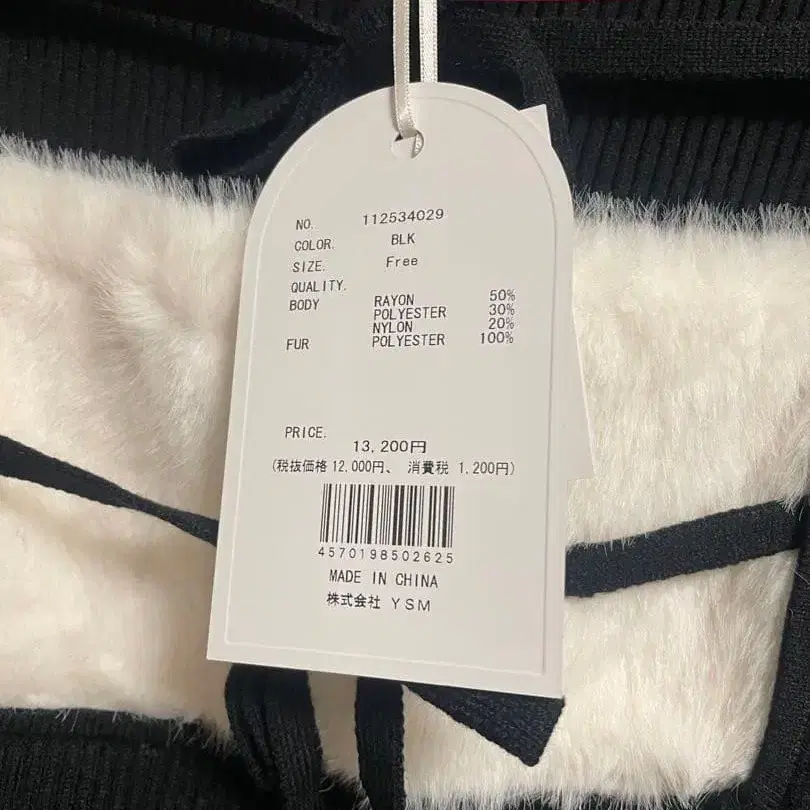 NO. 112534029
COLOR. BLK
SIZE. Free
QUALITY.
BODY RAYON 50%
POLYESTER 30%
NYLON 20%
FUR POLYESTER 100%
PRICE.
13,200円
(税抜価格 12,000円、 消費税 1,200円)
4570198502625
MADE IN CHINA
株式会社 YSM